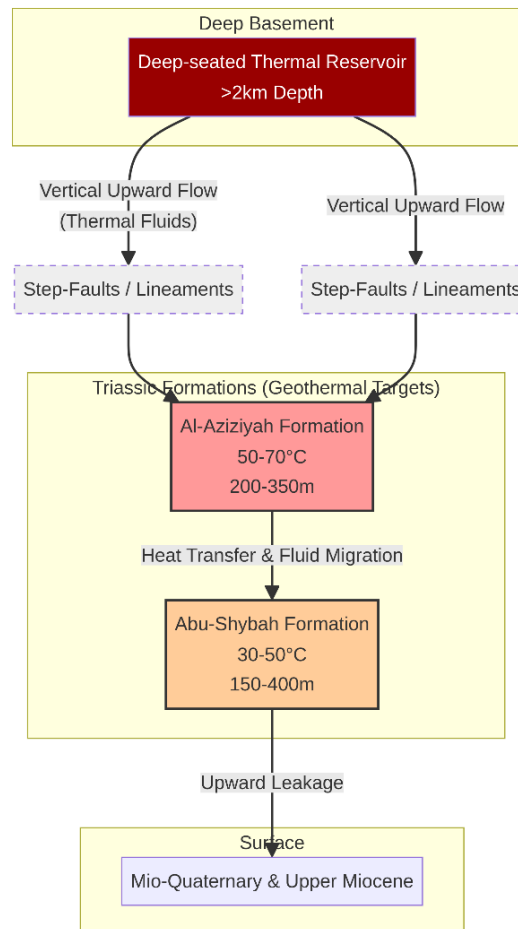 Deep Basement
Deep-seated Thermal Reservoir
>2km Depth
Vertical Upward Flow
(Thermal Fluids)
Vertical Upward Flow
Step-Faults / Lineaments
Step-Faults / Lineaments
Triassic Formations (Geothermal Targets)
Al-Aziziyah Formation
50-70°C
200-350m
Heat Transfer & Fluid Migration
Abu-Shybah Formation
30-50°C
150-400m
Upward Leakage
Surface
Mio-Quaternary & Upper Miocene